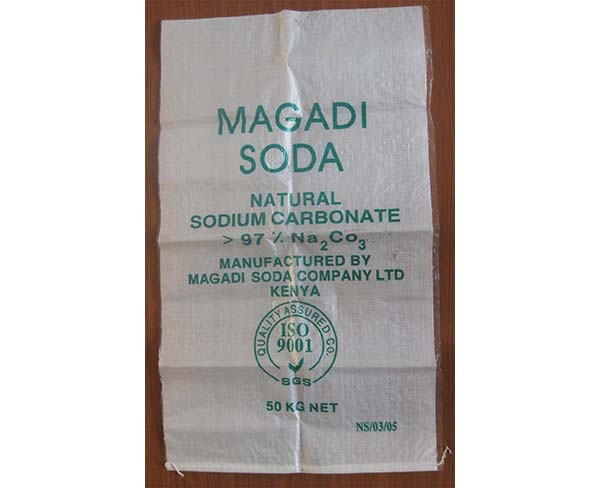 MAGADI
SODA
NATURAL
SODIUM CARBONATE
> 97 % Na₂Co₃
MANUFACTURED BY
MAGADI SODA COMPANY LTD
KENYA
QUALITY ASSURED CO.
ISO
9001
SGS
50 KG NET
NS/03/05